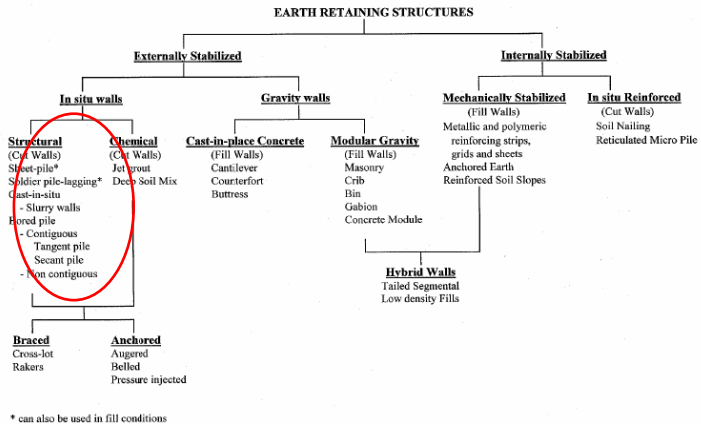 EARTH RETAINING STRUCTURES
Externally Stabilized
Internally Stabilized
In situ walls
Gravity walls
Mechanically Stabilized
(Fill Walls)
Metallic and polymeric
reinforcing strips,
grids and sheets
Anchored Earth
Reinforced Soil Slopes
In situ Reinforced
(Cut Walls)
Soil Nailing
Reticulated Micro Pile
Structural
(Cut Walls)
Sheet-pile*
Soldier pile-lagging*
Cast-in-situ
- Slurry walls
Bored pile
- Contiguous
Tangent pile
Secant pile
- Non contiguous
Chemical
(Cut Walls)
Jet grout
Deep Soil Mix
Cast-in-place Concrete
(Fill Walls)
Cantilever
Counterfort
Buttress
Modular Gravity
(Fill Walls)
Masonry
Crib
Bin
Gabion
Concrete Module
Hybrid Walls
Tailed Segmental
Low density Fills
Braced
Cross-lot
Rakers
Anchored
Augered
Belled
Pressure injected
* can also be used in fill conditions